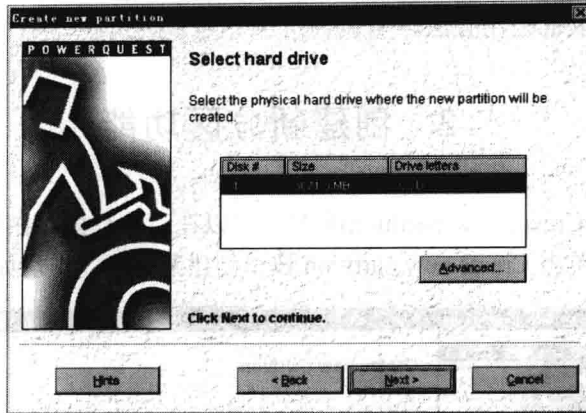 Create new partition
POWERQUEST
Select hard drive
Select the physical hard drive where the new partition will be
created.
Disk # Size Drive letters
1
Advanced...
Click Next to continue.
Hints < Back Next > Cancel